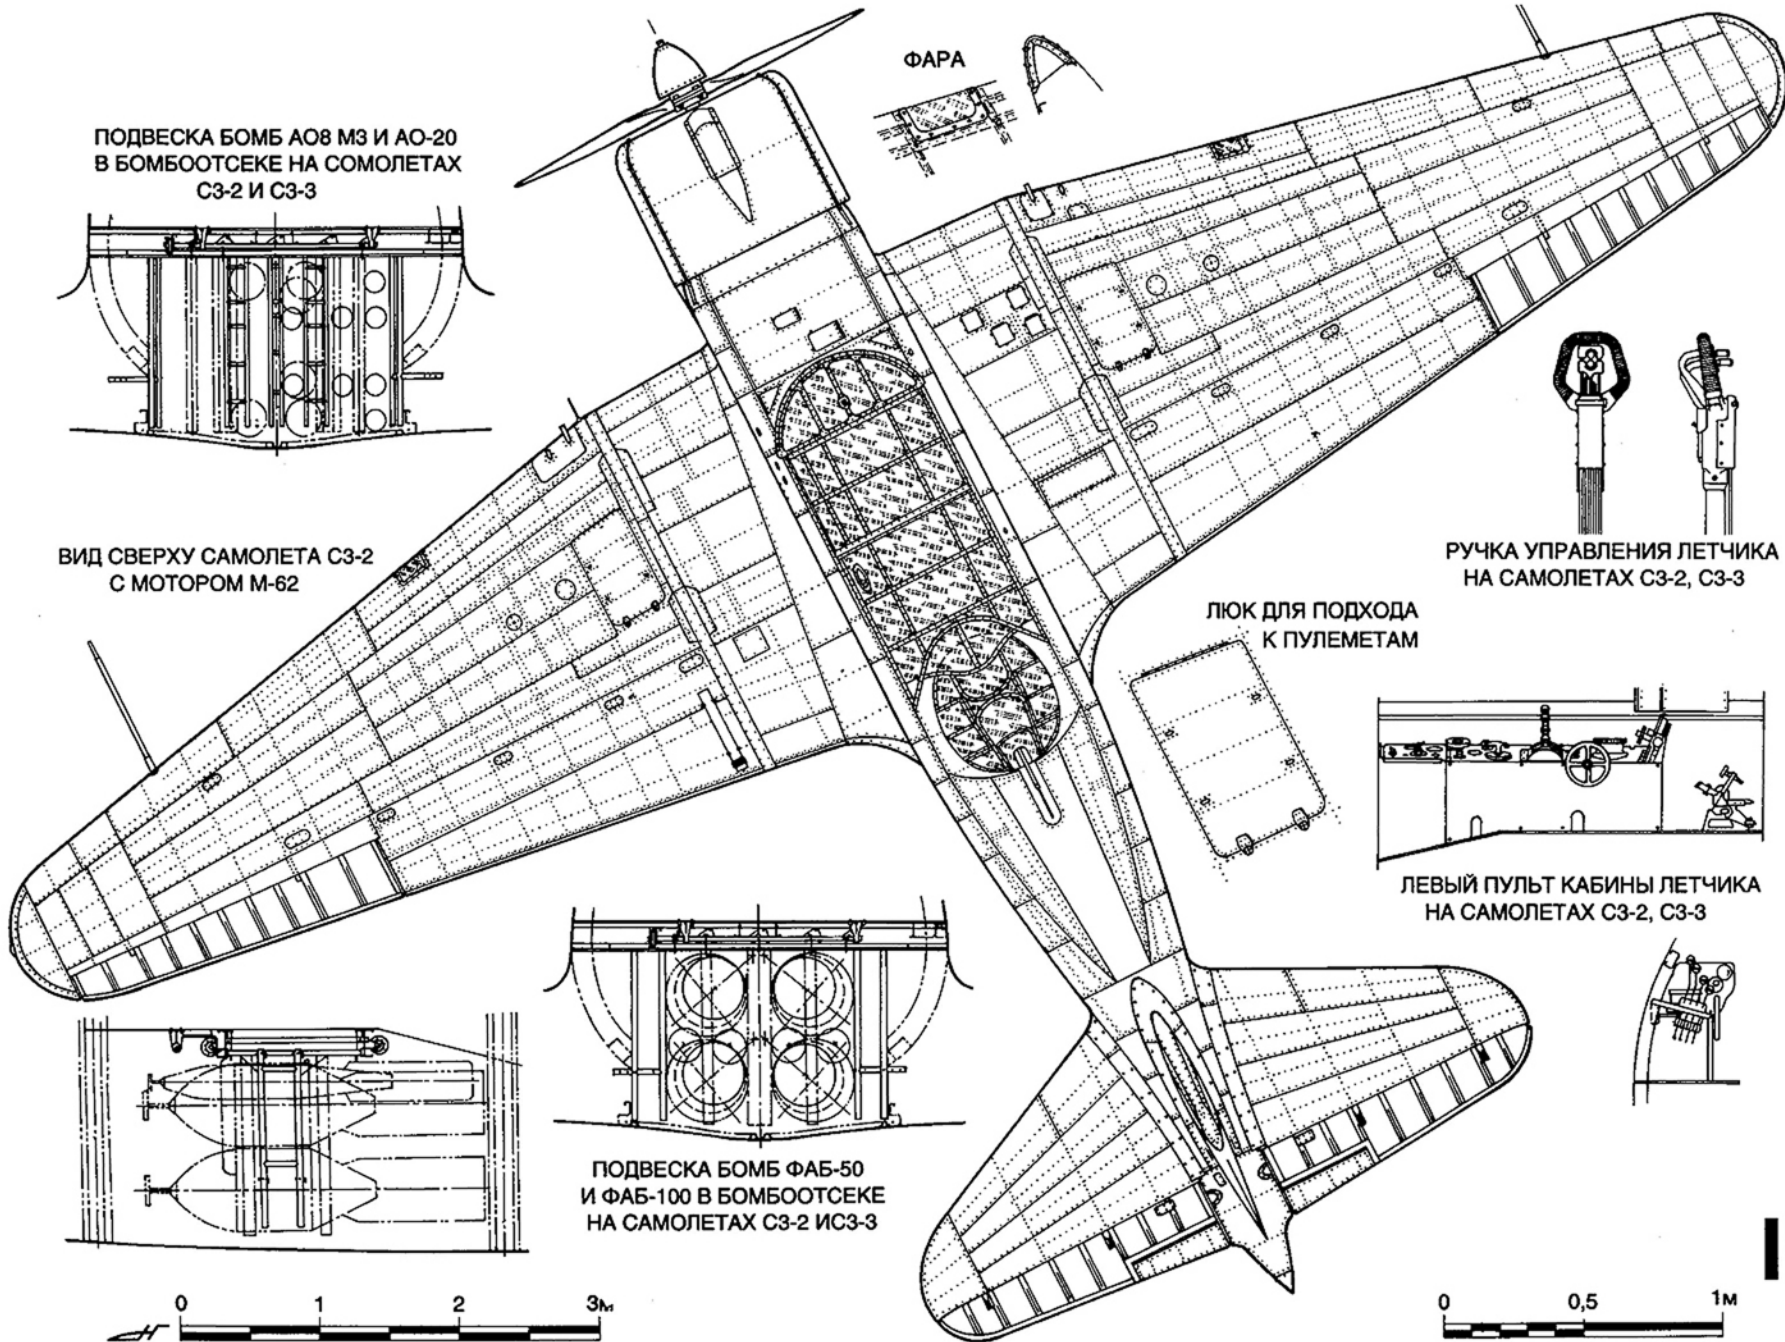 ФАРА
ПОДВЕСКА БОМБ АО8 М3 И АО-20
В БОМБООТСЕКЕ НА СОМОЛЕТАХ
СЗ-2 И СЗ-3
ВИД СВЕРХУ САМОЛЕТА СЗ-2
С МОТОРОМ М-62
РУЧКА УПРАВЛЕНИЯ ЛЕТЧИКА
НА САМОЛЕТАХ СЗ-2, СЗ-3
ЛЮК ДЛЯ ПОДХОДА
К ПУЛЕМЕТАМ
ЛЕВЫЙ ПУЛЬТ КАБИНЫ ЛЕТЧИКА
НА САМОЛЕТАХ СЗ-2, СЗ-3
ПОДВЕСКА БОМБ ФАБ-50
И ФАБ-100 В БОМБООТСЕКЕ
НА САМОЛЕТАХ СЗ-2 ИСЗ-3
0 1 2 3м
0 0,5 1м